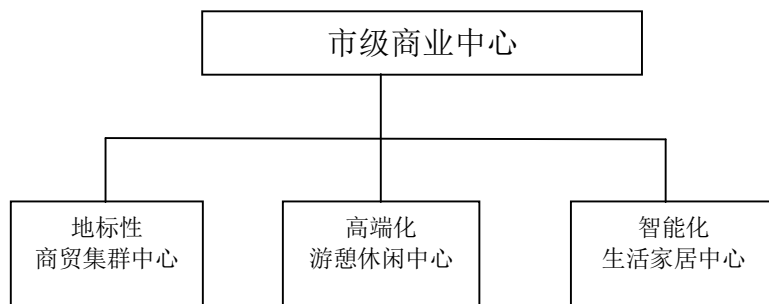 市级商业中心
地标性
商贸集群中心
高端化
游憩休闲中心
智能化
生活家居中心